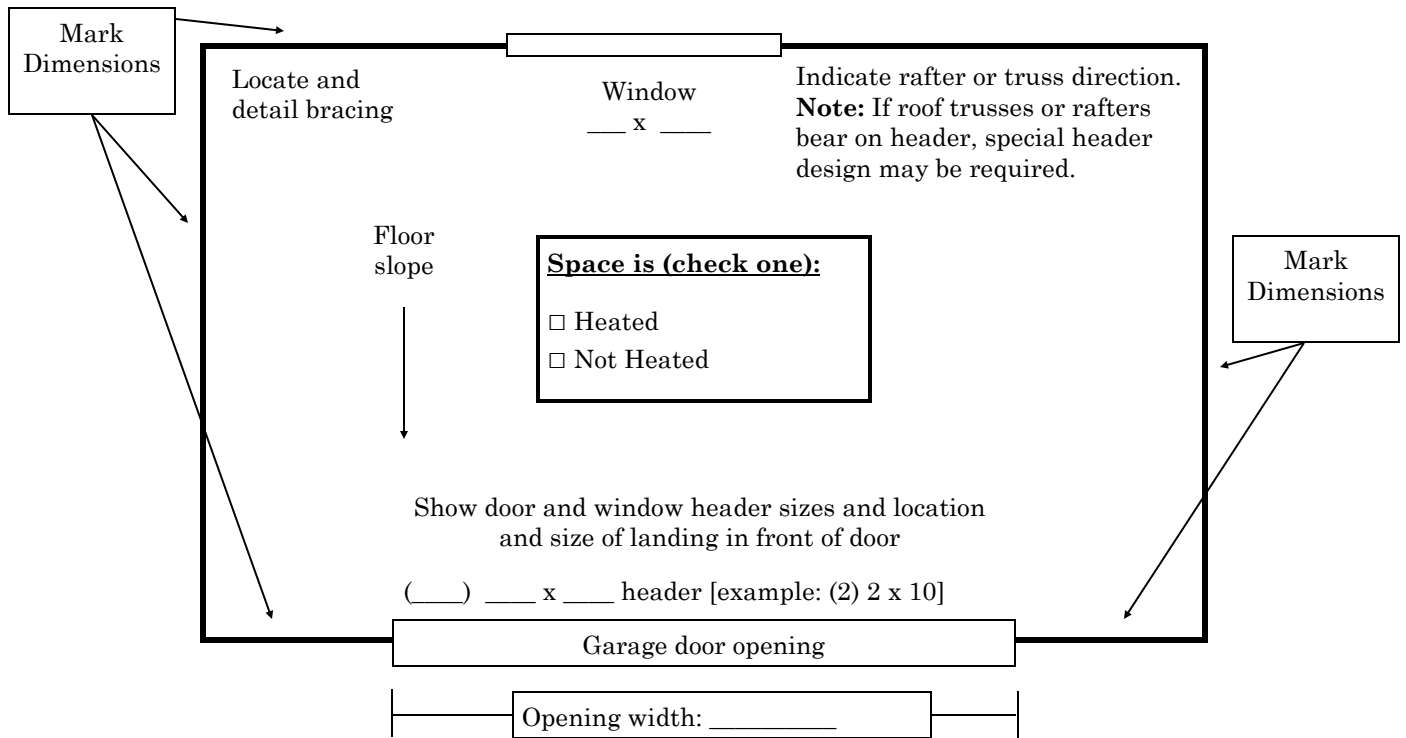 Mark
Dimensions
Locate and
detail bracing
Window
___ x ____
Indicate rafter or truss direction.
Note: If roof trusses or rafters
bear on header, special header
design may be required.
Floor
slope
Space is (check one):
□ Heated
□ Not Heated
Mark
Dimensions
Show door and window header sizes and location
and size of landing in front of door
(____) ____ x ____ header [example: (2) 2 x 10]
Garage door opening
Opening width: __________